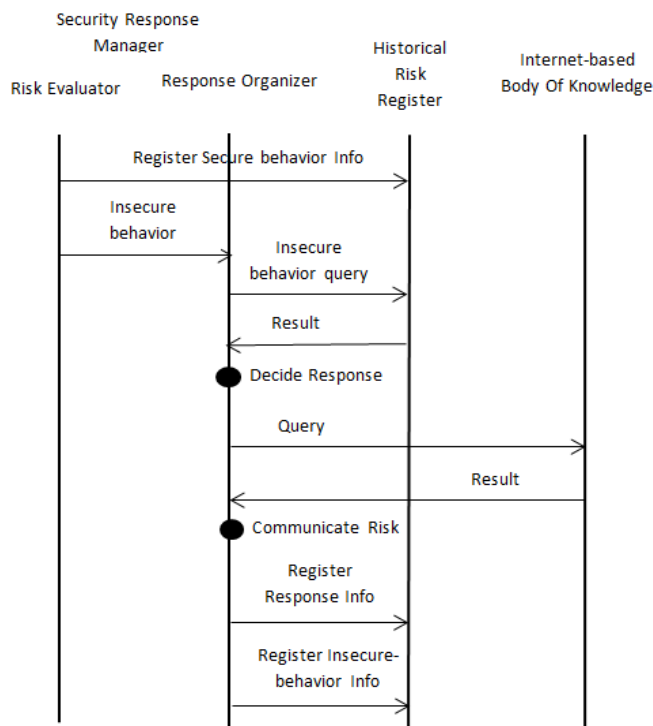 Security Response
Manager
Risk Evaluator
Response Organizer
Historical
Risk
Register
Internet-based
Body Of Knowledge
Register Secure behavior Info
Insecure
behavior
Insecure
behavior query
Result
Decide Response
Query
Result
Communicate Risk
Register
Response Info
Register Insecure-
behavior Info